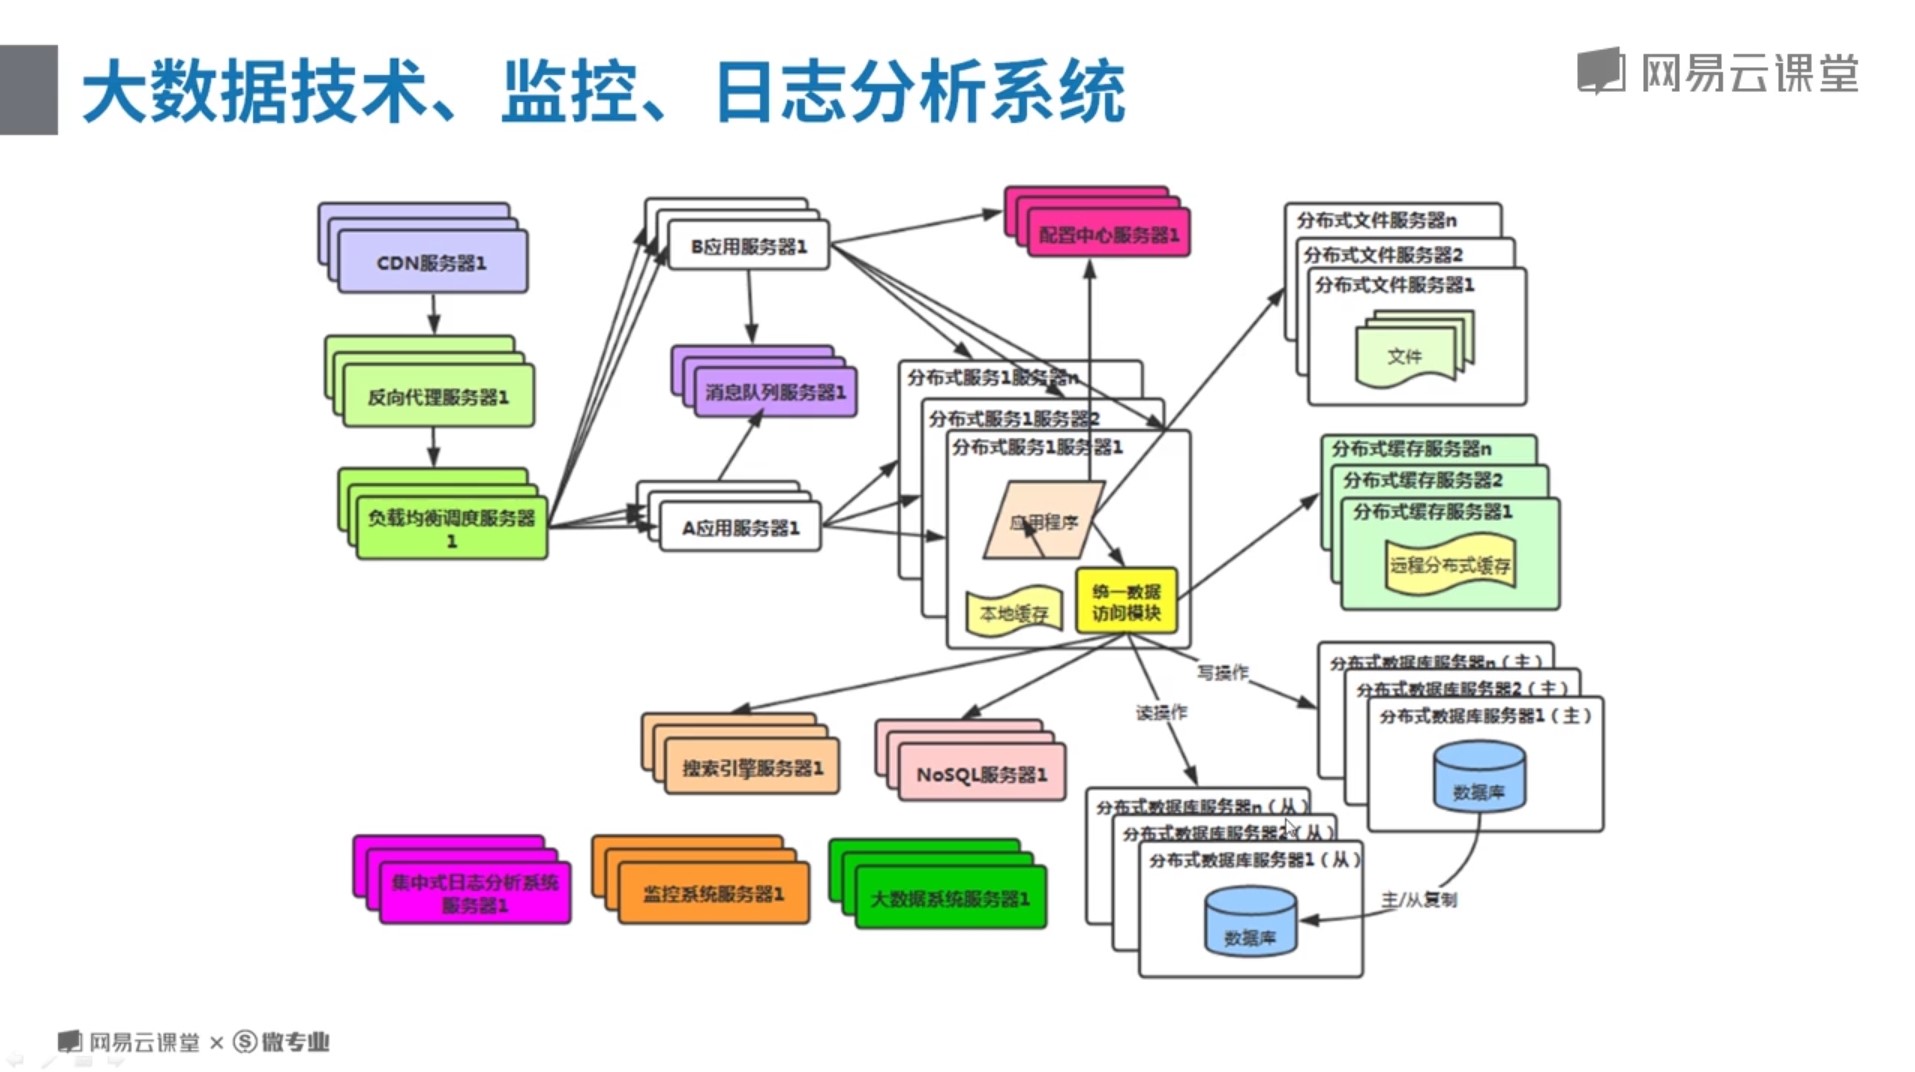 大数据技术、监控、日志分析系统
网易云课堂
CDN服务器1
反向代理服务器1
负载均衡调度服务器
1
B应用服务器1
消息队列服务器1
A应用服务器1
配置中心服务器1
分布式服务1服务器n
分布式服务1服务器2
分布式服务1服务器1
应用程序
本地缓存
统一数据
访问模块
分布式文件服务器n
分布式文件服务器2
分布式文件服务器1
文件
分布式缓存服务器n
分布式缓存服务器2
分布式缓存服务器1
远程分布式缓存
写操作
读操作
分布式数据库服务器n（主）
分布式数据库服务器2（主）
分布式数据库服务器1（主）
数据库
搜索引擎服务器1
NoSQL服务器1
分布式数据库服务器n（从）
分布式数据库服务器2（从）
分布式数据库服务器1（从）
数据库
主/从复制
集中式日志分析系统
服务器1
监控系统服务器1
大数据系统服务器1
网易云课堂 × 微专业